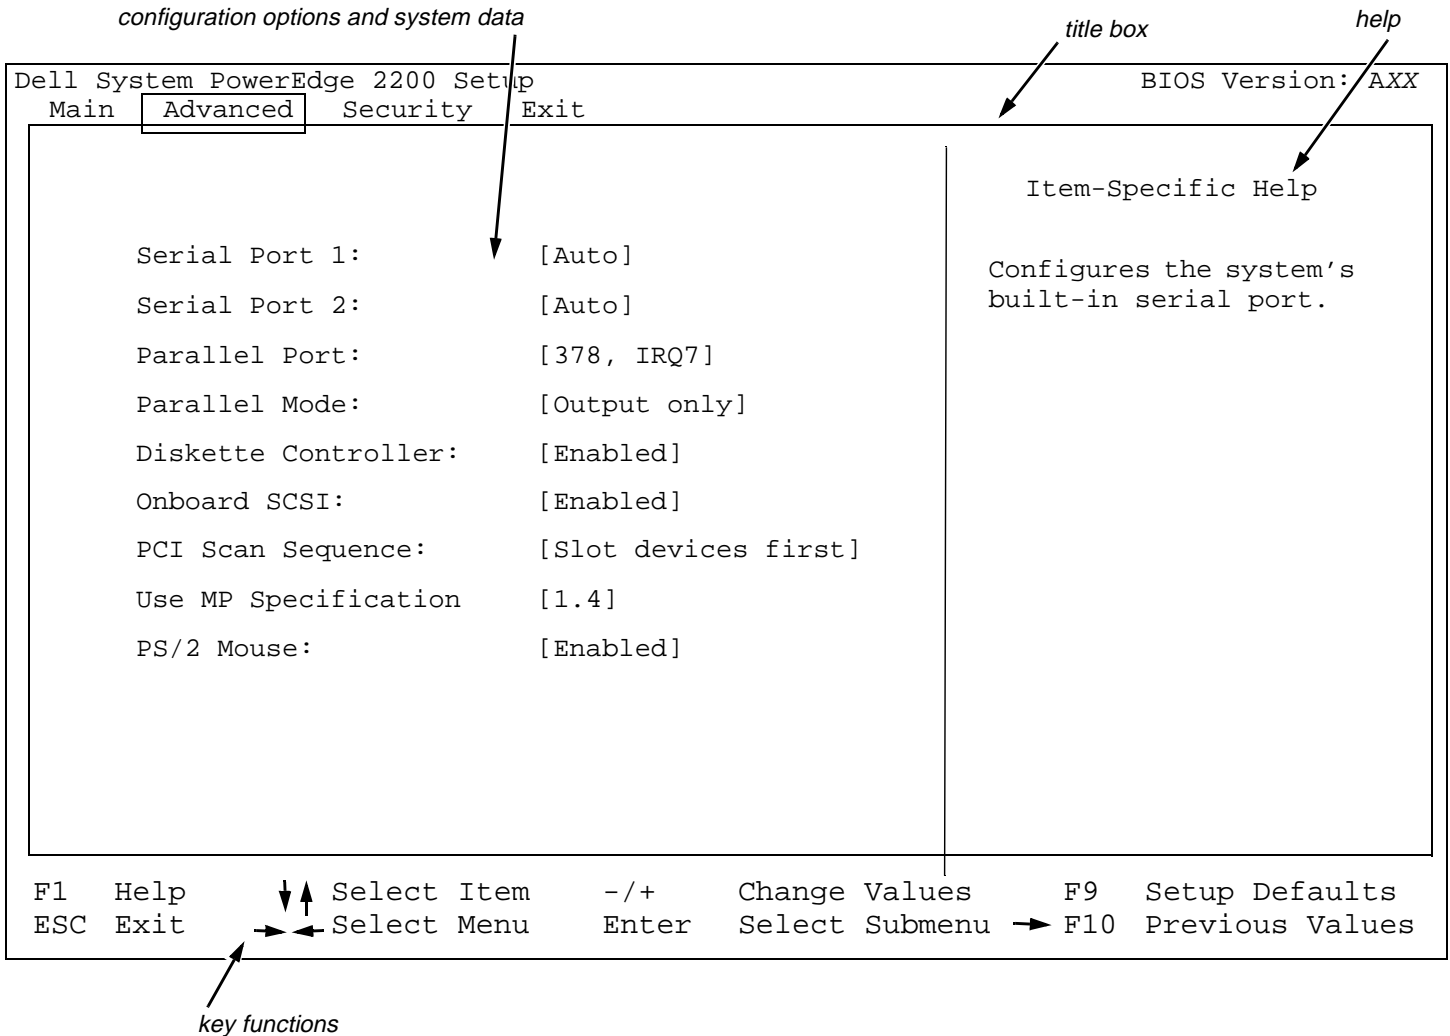 configuration options and system data
title box
help
Dell System PowerEdge 2200 Setup BIOS Version: AXX
Main Advanced Security Exit
Item-Specific Help
Serial Port 1: [Auto]
Configures the system's
built-in serial port.
Serial Port 2: [Auto]
Parallel Port: [378, IRQ7]
Parallel Mode: [Output only]
Diskette Controller: [Enabled]
Onboard SCSI: [Enabled]
PCI Scan Sequence: [Slot devices first]
Use MP Specification [1.4]
PS/2 Mouse: [Enabled]
F1 Help Select Item -/+ Change Values F9 Setup Defaults
ESC Exit Select Menu Enter Select Submenu F10 Previous Values
key functions